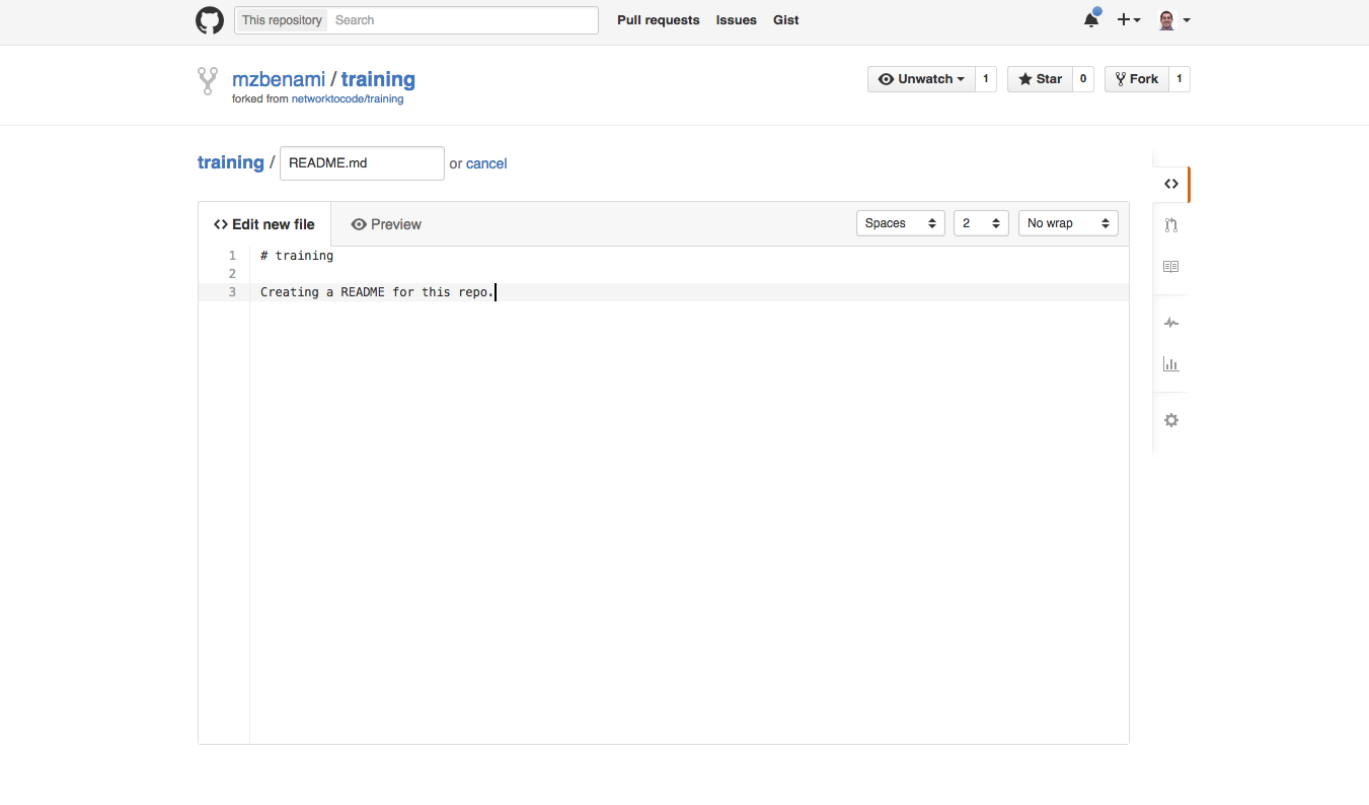 This repository Search Pull requests Issues Gist
mzbenami / training Unwatch 1 Star 0 Fork 1
forked from networktocode/training
training / README.md or cancel
<> Edit new file Preview Spaces 2 No wrap
1 # training
2
3 Creating a README for this repo.